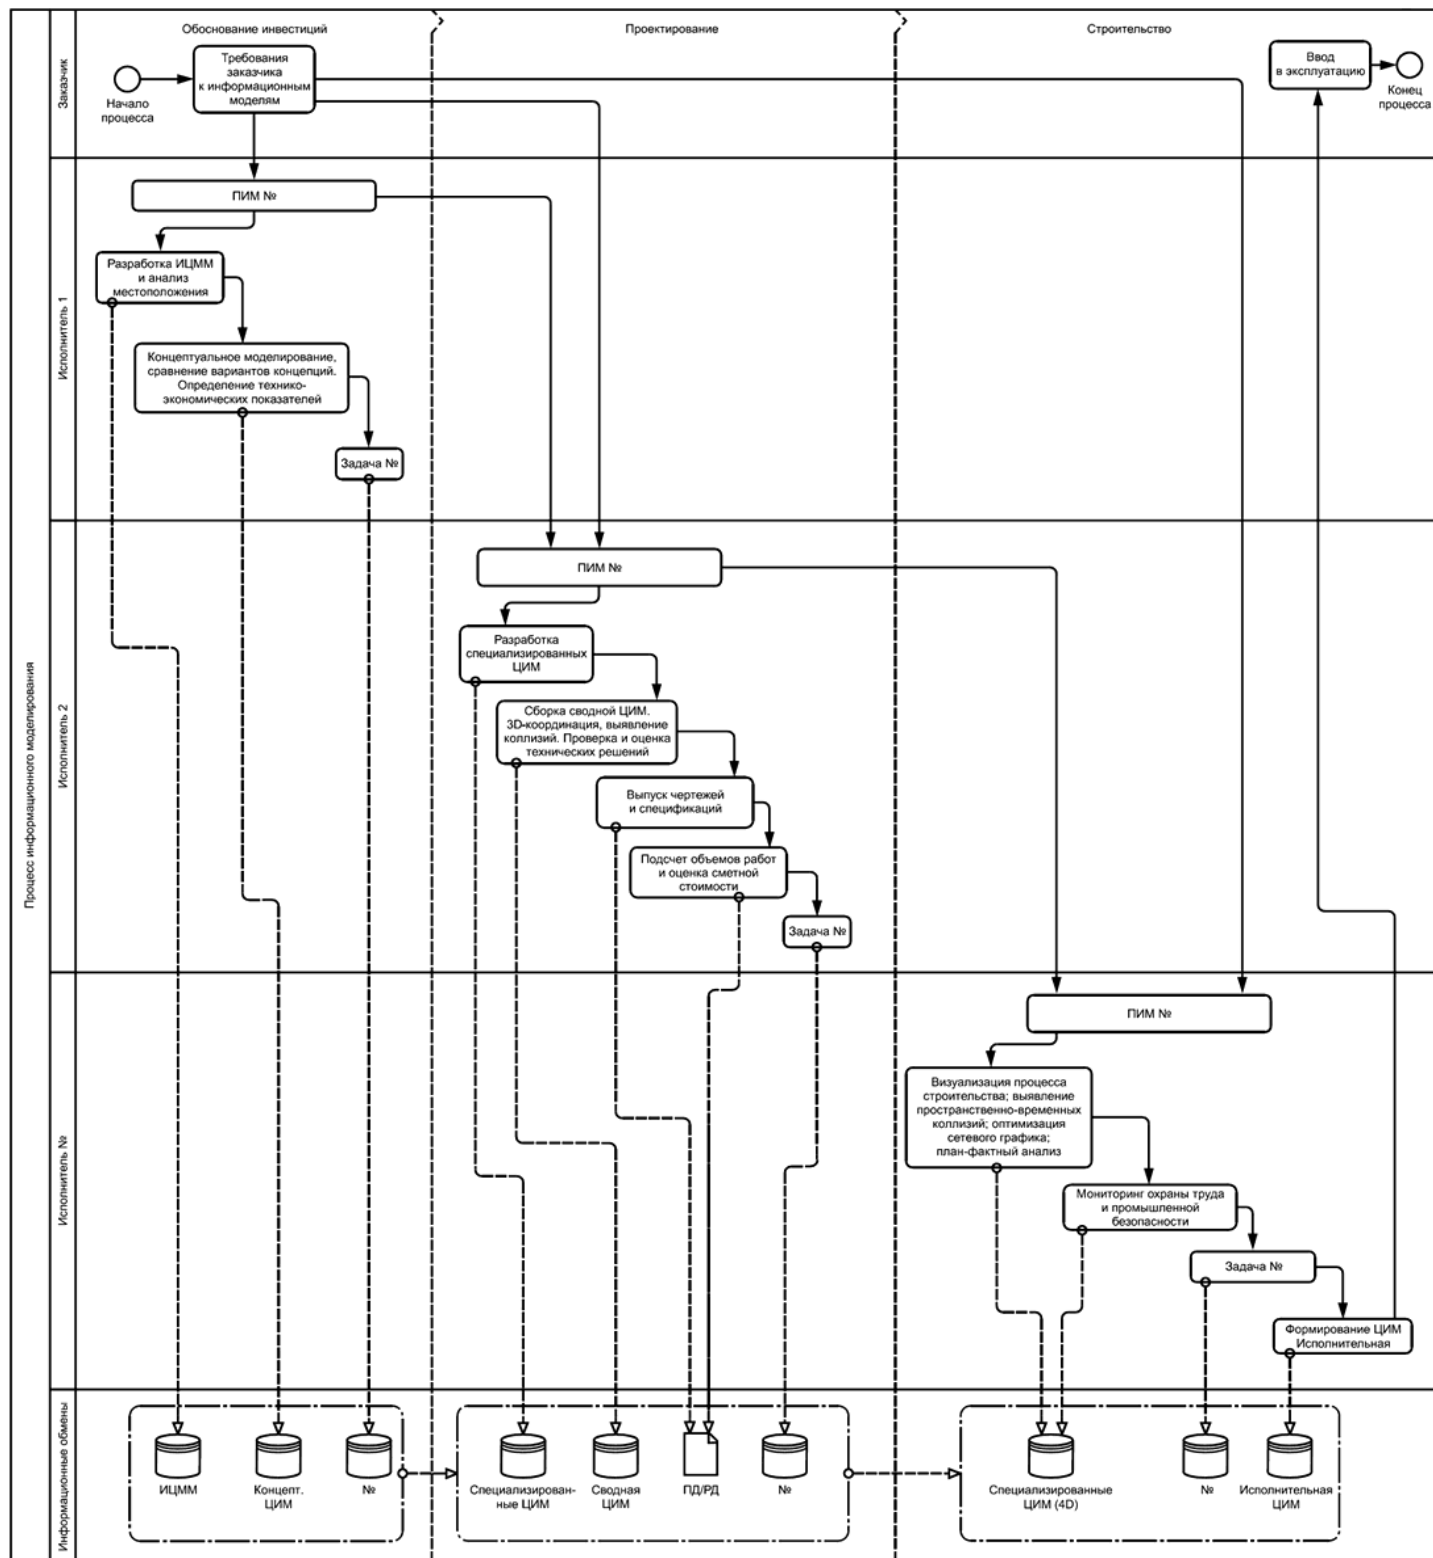 Обоснование инвестиций
Проектирование
Строительство
Процесс информационного моделирования
Заказчик
Начало
процесса
Требования
заказчика
к информационным
моделям
Ввод
в эксплуатацию
Конец
процесса
Исполнитель 1
ПИМ №
Разработка ИЦММ
и анализ
местоположения
Концептуальное моделирование,
сравнение вариантов концепций.
Определение технико-
экономических показателей
Задача №
Исполнитель 2
ПИМ №
Разработка
специализированных
ЦИМ
Сборка сводной ЦИМ.
3D-координация, выявление
коллизий. Проверка и оценка
технических решений
Выпуск чертежей
и спецификаций
Подсчет объемов работ
и оценка сметной
стоимости
Задача №
Исполнитель №
ПИМ №
Визуализация процесса
строительства; выявление
пространственно-временных
коллизий; оптимизация
сетевого графика;
план-фактный анализ
Мониторинг охраны труда
и промышленной
безопасности
Задача №
Формирование ЦИМ
Исполнительная
Информационные обмены
ИЦММ
Концепт.
ЦИМ
№
Специализирован-
ные ЦИМ
Сводная
ЦИМ
ПД/РД
№
Специализированные
ЦИМ (4D)
№
Исполнительная
ЦИМ